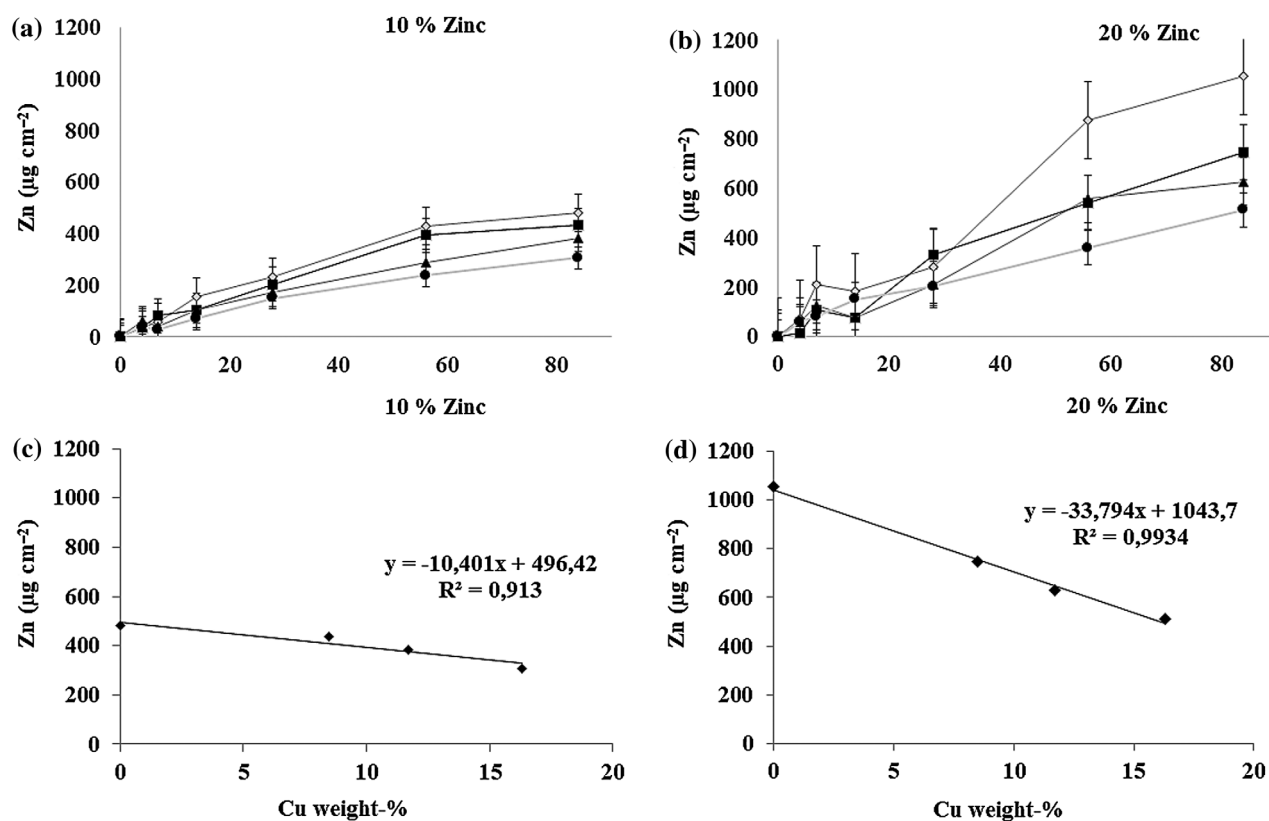 (a)
10 % Zinc
Zn (µg cm⁻²)
1200
1000
800
600
400
200
0
0 20 40 60 80
(b)
20 % Zinc
Zn (µg cm⁻²)
1200
1000
800
600
400
200
0
0 20 40 60 80
(c)
10 % Zinc
Zn (µg cm⁻²)
1200
1000
800
600
400
200
0
y = -10,401x + 496,42
R² = 0,913
0 5 10 15 20
Cu weight-%
(d)
20 % Zinc
Zn (µg cm⁻²)
1200
1000
800
600
400
200
0
y = -33,794x + 1043,7
R² = 0,9934
0 5 10 15 20
Cu weight-%